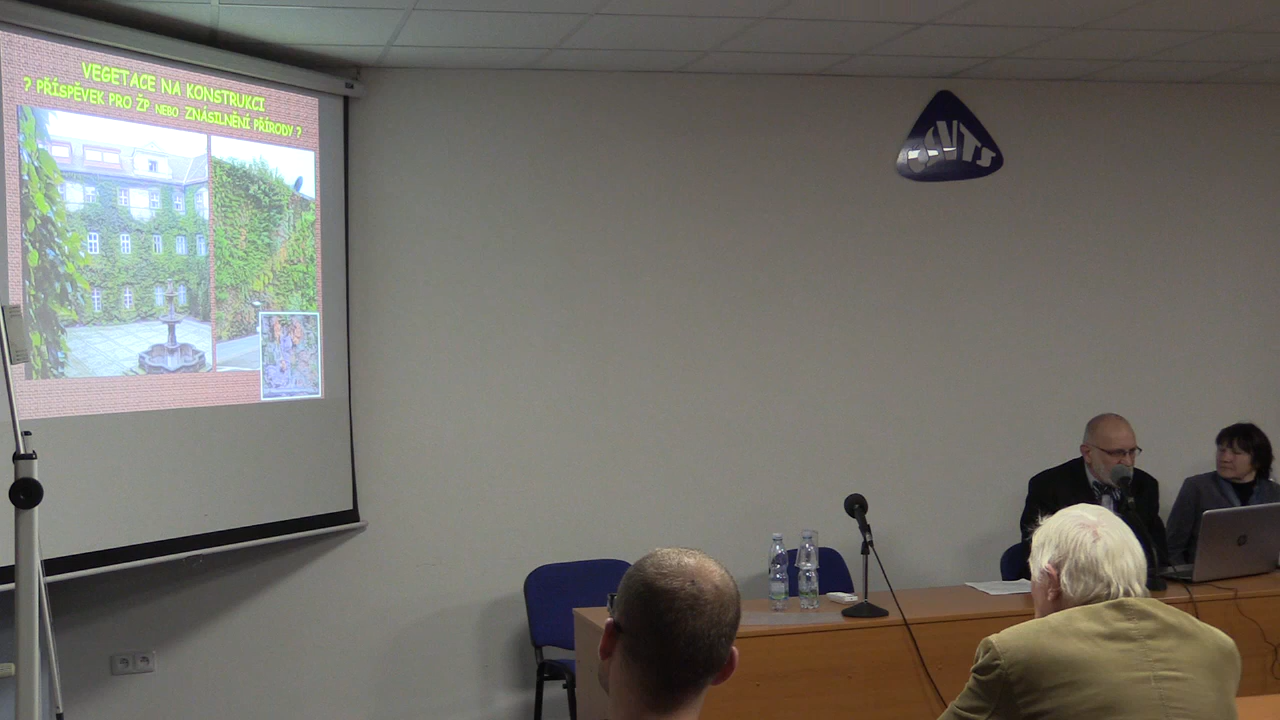 VEGETACE NA KONSTRUKCI
? PŘÍSPĚVEK PRO ŽP NEBO ZNÁSILNĚNÍ PŘÍRODY ?
ČSVTS